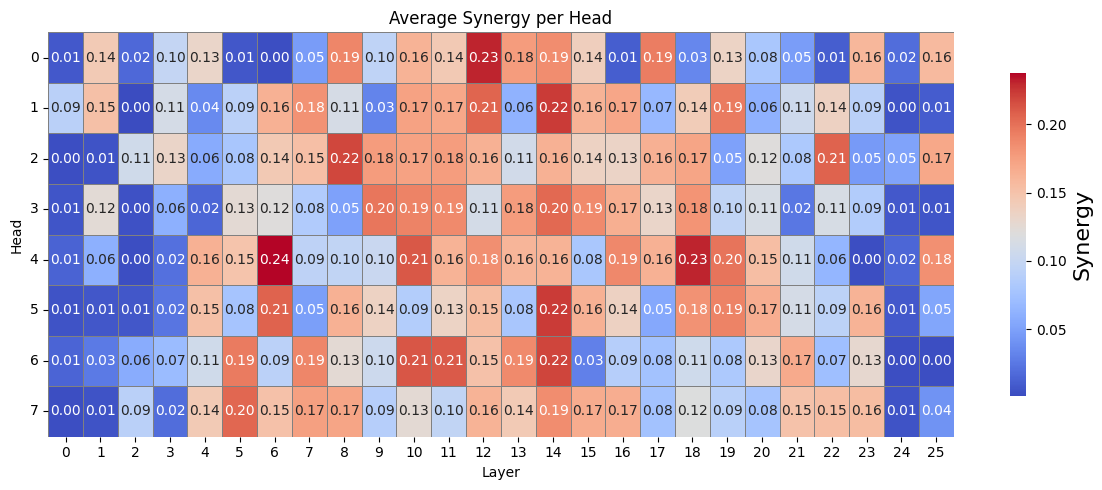 Average Synergy per Head
0 0.01 0.14 0.02 0.10 0.13 0.01 0.00 0.05 0.19 0.10 0.16 0.14 0.23 0.18 0.19 0.14 0.01 0.19 0.03 0.13 0.08 0.05 0.01 0.16 0.02 0.16
1 0.09 0.15 0.00 0.11 0.04 0.09 0.16 0.18 0.11 0.03 0.17 0.17 0.21 0.06 0.22 0.16 0.17 0.07 0.14 0.19 0.06 0.11 0.14 0.09 0.00 0.01
2 0.00 0.01 0.11 0.13 0.06 0.08 0.14 0.15 0.22 0.18 0.17 0.18 0.16 0.11 0.16 0.14 0.13 0.16 0.17 0.05 0.12 0.08 0.21 0.05 0.05 0.17
3 0.01 0.12 0.00 0.06 0.02 0.13 0.12 0.08 0.05 0.20 0.19 0.19 0.11 0.18 0.20 0.19 0.17 0.13 0.18 0.10 0.11 0.02 0.11 0.09 0.01 0.01
4 0.01 0.06 0.00 0.02 0.16 0.15 0.24 0.09 0.10 0.10 0.21 0.16 0.18 0.16 0.16 0.08 0.19 0.16 0.23 0.20 0.15 0.11 0.06 0.00 0.02 0.18
5 0.01 0.01 0.01 0.02 0.15 0.08 0.21 0.05 0.16 0.14 0.09 0.13 0.15 0.08 0.22 0.16 0.14 0.05 0.18 0.19 0.17 0.11 0.09 0.16 0.01 0.05
6 0.01 0.03 0.06 0.07 0.11 0.19 0.09 0.19 0.13 0.10 0.21 0.21 0.15 0.19 0.22 0.03 0.09 0.08 0.11 0.08 0.13 0.17 0.07 0.13 0.00 0.00
7 0.00 0.01 0.09 0.02 0.14 0.20 0.15 0.17 0.17 0.09 0.13 0.10 0.16 0.14 0.19 0.17 0.17 0.08 0.12 0.09 0.08 0.15 0.15 0.16 0.01 0.04
0 1 2 3 4 5 6 7 8 9 10 11 12 13 14 15 16 17 18 19 20 21 22 23 24 25
Layer
Head
0.20
0.15
0.10
0.05
Synergy